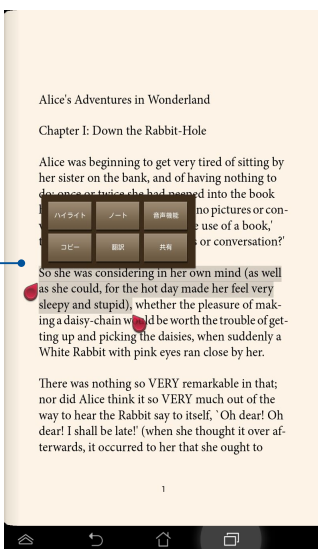 Alice's Adventures in Wonderland
Chapter I: Down the Rabbit-Hole
Alice was beginning to get very tired of sitting by
her sister on the bank, and of having nothing to
do: once or twice she had peeped into the book
no pictures or con-
use of a book,'
or conversation?'
ハイライト ノート 音声機能
コピー 翻訳 共有
So she was considering in her own mind (as well
as she could, for the hot day made her feel very
sleepy and stupid), whether the pleasure of mak-
ing a daisy-chain would be worth the trouble of get-
ting up and picking the daisies, when suddenly a
White Rabbit with pink eyes ran close by her.
There was nothing so VERY remarkable in that;
nor did Alice think it so VERY much out of the
way to hear the Rabbit say to itself, `Oh dear! Oh
dear! I shall be late!' (when she thought it over af-
terwards, it occurred to her that she ought to
1